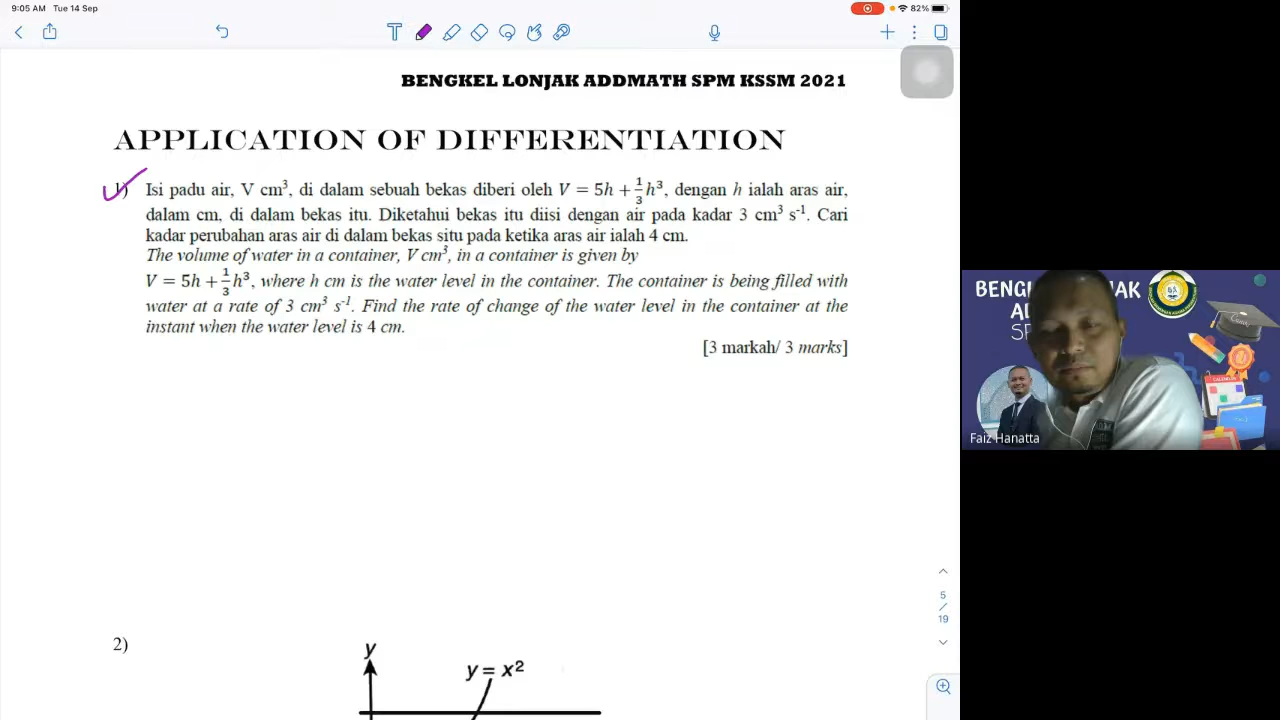 9:05 AM Tue 14 Sep
82%
BENGKEL LONJAK ADDMATH SPM KSSM 2021
APPLICATION OF DIFFERENTIATION
1) Isi padu air, V cm³, di dalam sebuah bekas diberi oleh V = 5h + 1/3 h³, dengan h ialah aras air,
dalam cm, di dalam bekas itu. Diketahui bekas itu diisi dengan air pada kadar 3 cm³ s⁻¹. Cari
kadar perubahan aras air di dalam bekas situ pada ketika aras air ialah 4 cm.
The volume of water in a container, V cm³, in a container is given by
V = 5h + 1/3 h³, where h cm is the water level in the container. The container is being filled with
water at a rate of 3 cm³ s⁻¹. Find the rate of change of the water level in the container at the
instant when the water level is 4 cm.
[3 markah/ 3 marks]
2)
y
y = x²
5
/
19
CALENDAR
Faiz Hanatta